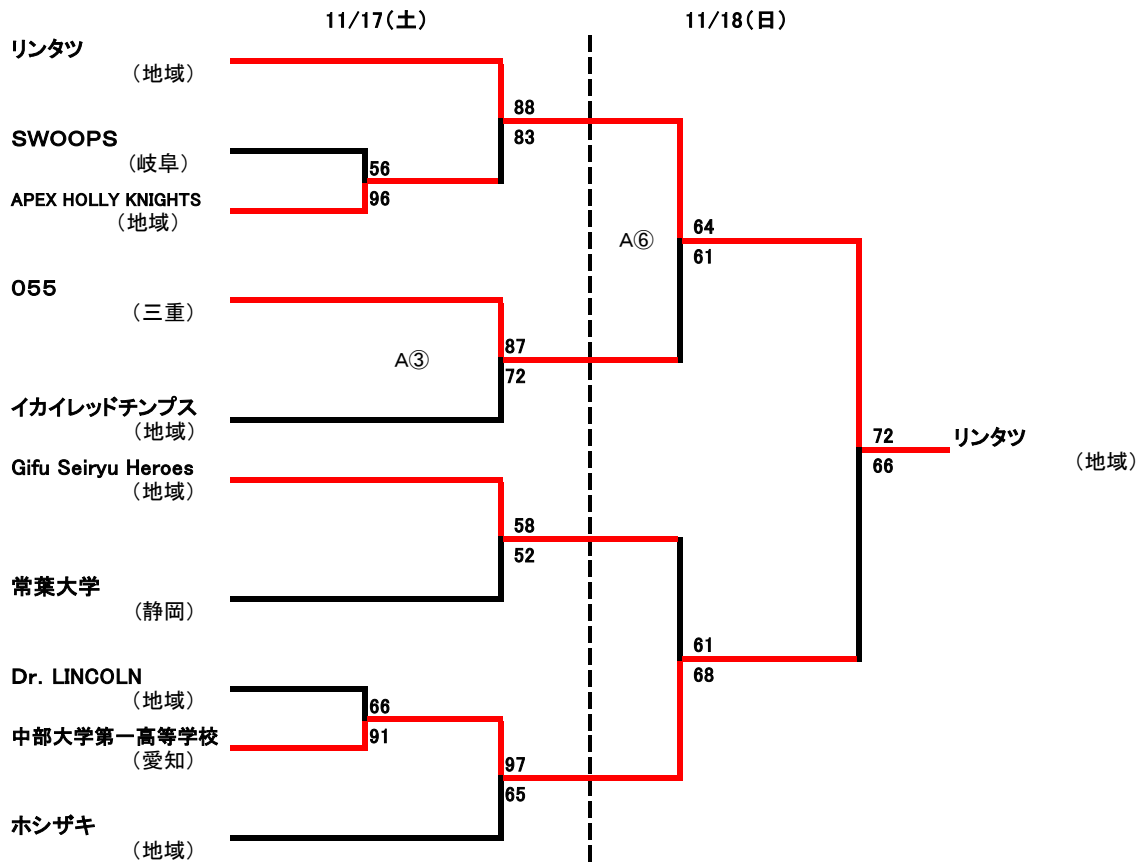 11/17(土) 11/18(日)
リンタツ
(地域)
88
83
SWOOPS
(岐阜)
56
96
APEX HOLLY KNIGHTS
(地域)
A⑥
64
61
055
(三重)
87
A③
72
イカイレッドチンプス
(地域)
72
リンタツ
66
(地域)
Gifu Seiryu Heroes
(地域)
58
52
常葉大学
(静岡)
61
68
Dr. LINCOLN
(地域)
66
91
中部大学第一高等学校
(愛知)
97
65
ホシザキ
(地域)